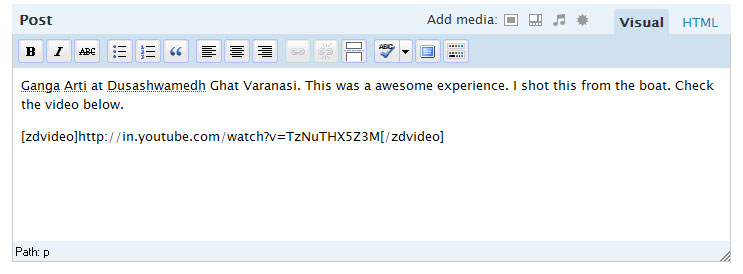 Post
Add media:
Visual
HTML
B I ABC
ABC
Ganga Arti at Dusashwamedh Ghat Varanasi. This was a awesome experience. I shot this from the boat. Check
the video below.
[zdvideo]http://in.youtube.com/watch?v=TzNuTHX5Z3M[/zdvideo]
Path: p